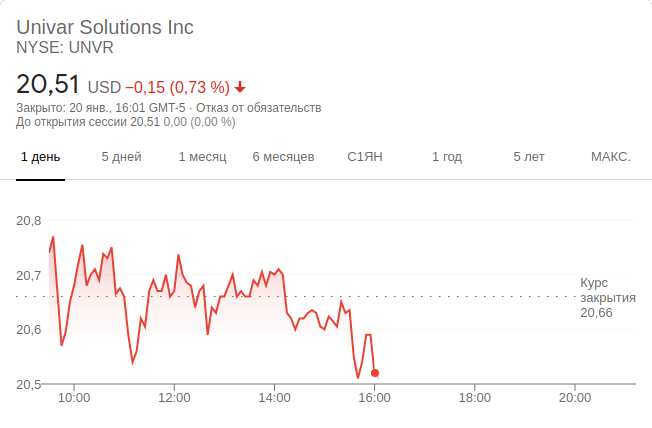 Univar Solutions Inc
NYSE: UNVR
20,51 USD −0,15 (0,73 %)
Закрыто: 20 янв., 16:01 GMT-5 · Отказ от обязательств
До открытия сессии 20,51 0,00 (0,00 %)
1 день 5 дней 1 месяц 6 месяцев С1ЯН 1 год 5 лет МАКС.
20,8
20,7
Курс
закрытия
20,66
20,6
20,5
10:00 12:00 14:00 16:00 18:00 20:00